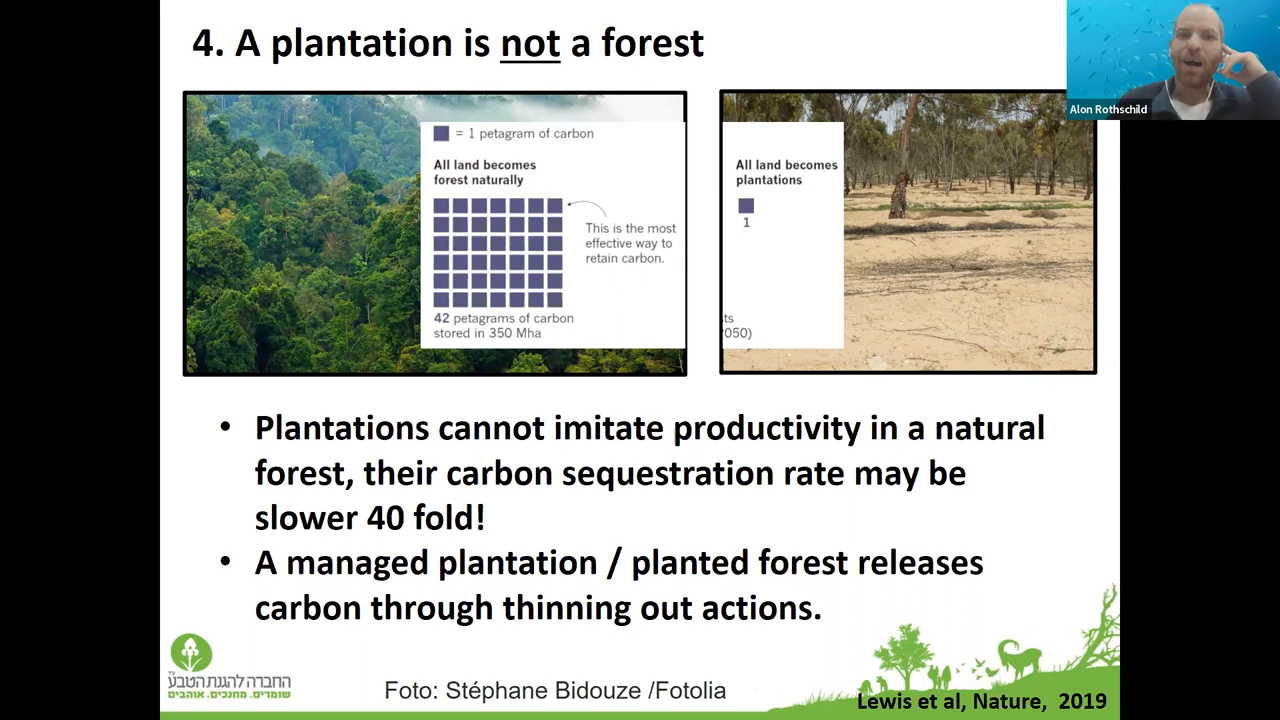 4. A plantation is not a forest
Alon Rothschild
= 1 petagram of carbon
All land becomes
forest naturally
This is the most
effective way to
retain carbon.
42 petagrams of carbon
stored in 350 Mha
All land becomes
plantations
1
sts
050)
• Plantations cannot imitate productivity in a natural
forest, their carbon sequestration rate may be
slower 40 fold!
• A managed plantation / planted forest releases
carbon through thinning out actions.
החברה להגנת הטבע
שומרים. מחנכים. אוהבים.
Foto: Stéphane Bidouze /Fotolia
Lewis et al, Nature, 2019